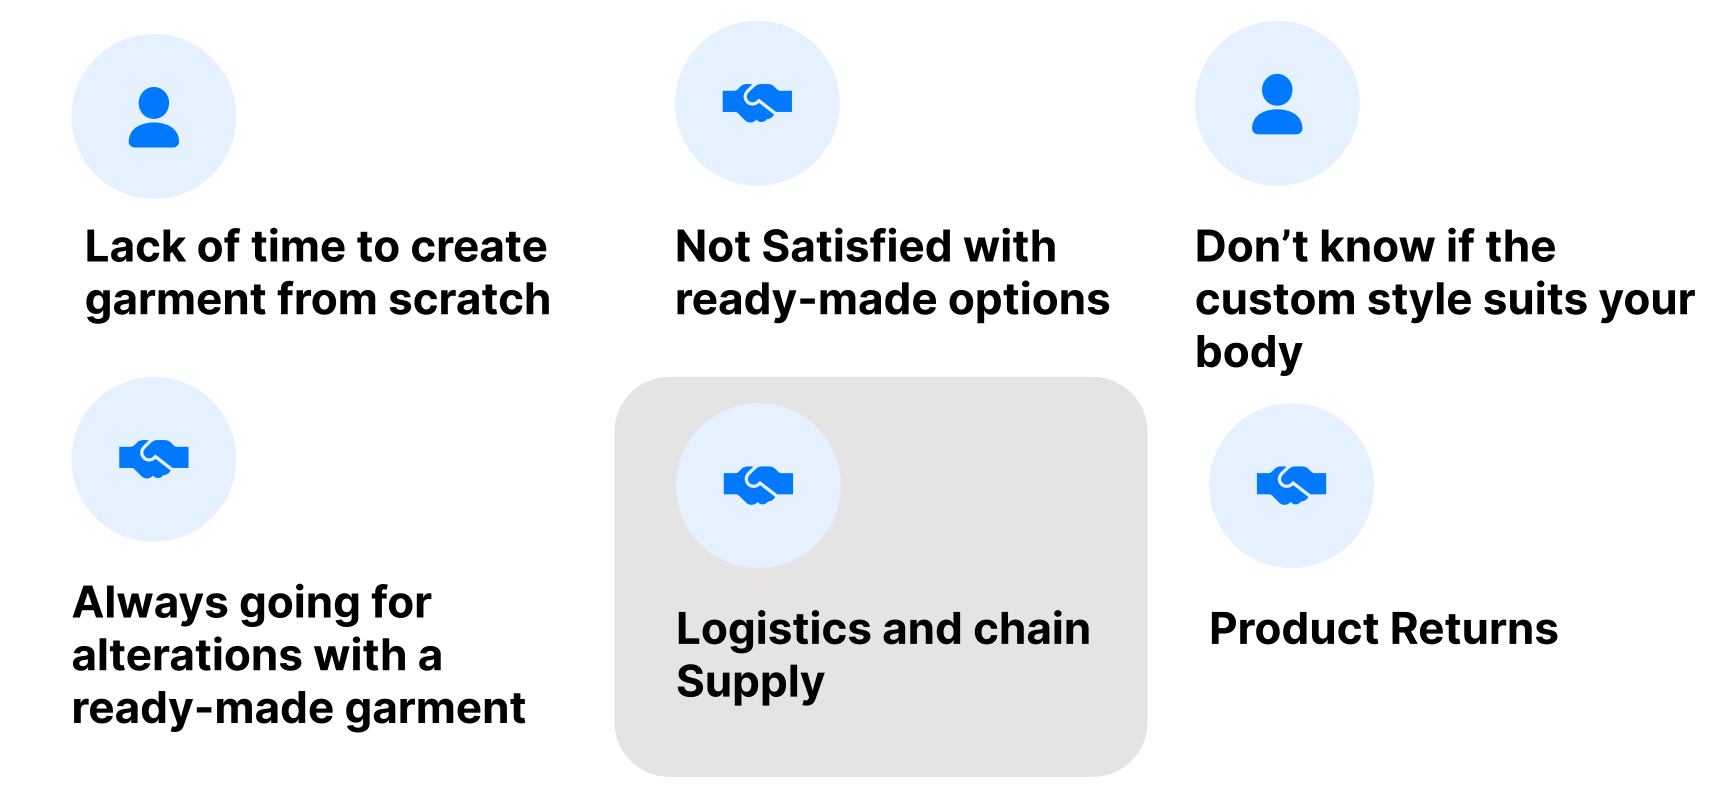 Lack of time to create
garment from scratch
Not Satisfied with
ready-made options
Don’t know if the
custom style suits your
body
Always going for
alterations with a
ready-made garment
Logistics and chain
Supply
Product Returns